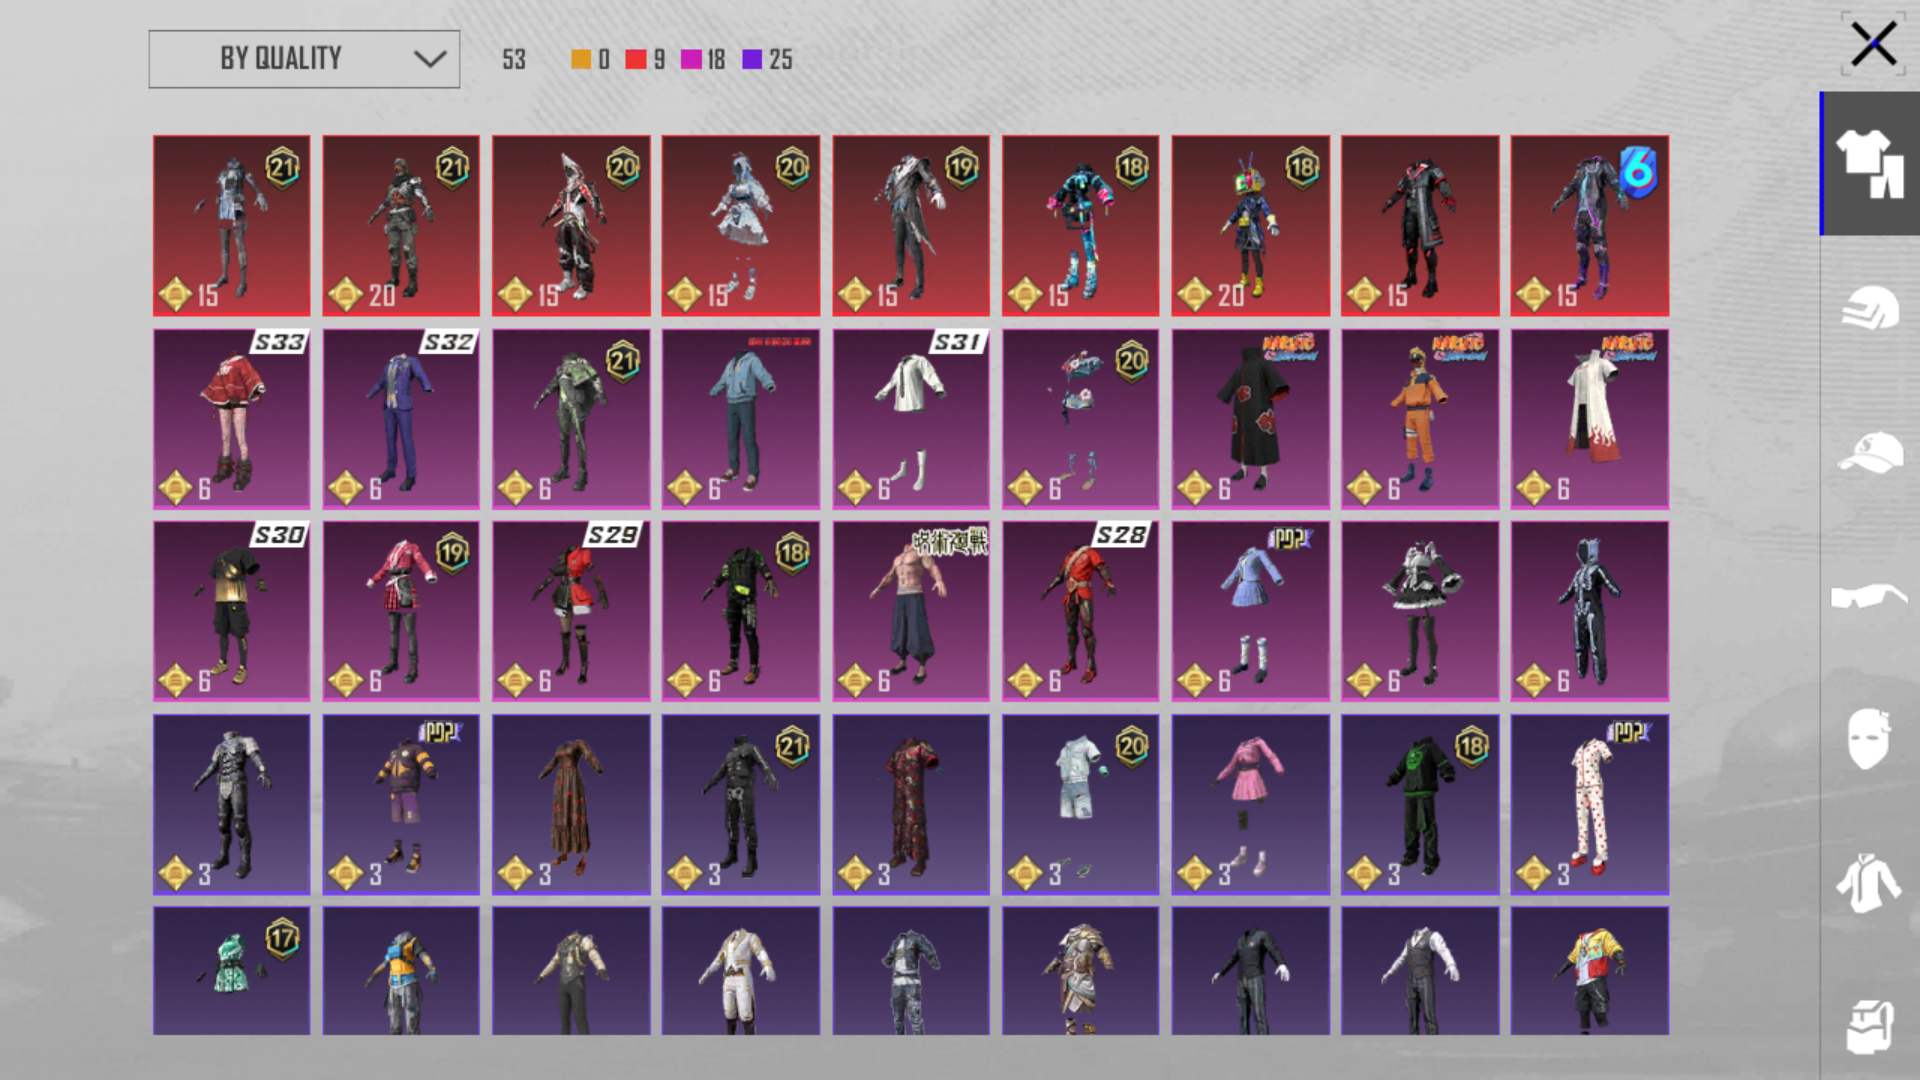 BY QUALITY 53 0 9 18 25
21 21 20 20 19 18 18 6
15 20 15 15 15 15 20 15 15
S33 S32 21 S31 20 NARUTO NARUTO NARUTO
6 6 6 6 6 6 6 6 6
S30 19 S29 18 呪術廻戦 S28
6 6 6 6 6 6 6 6 6
21 20 18
3 3 3 3 3 3 3 3 3
17